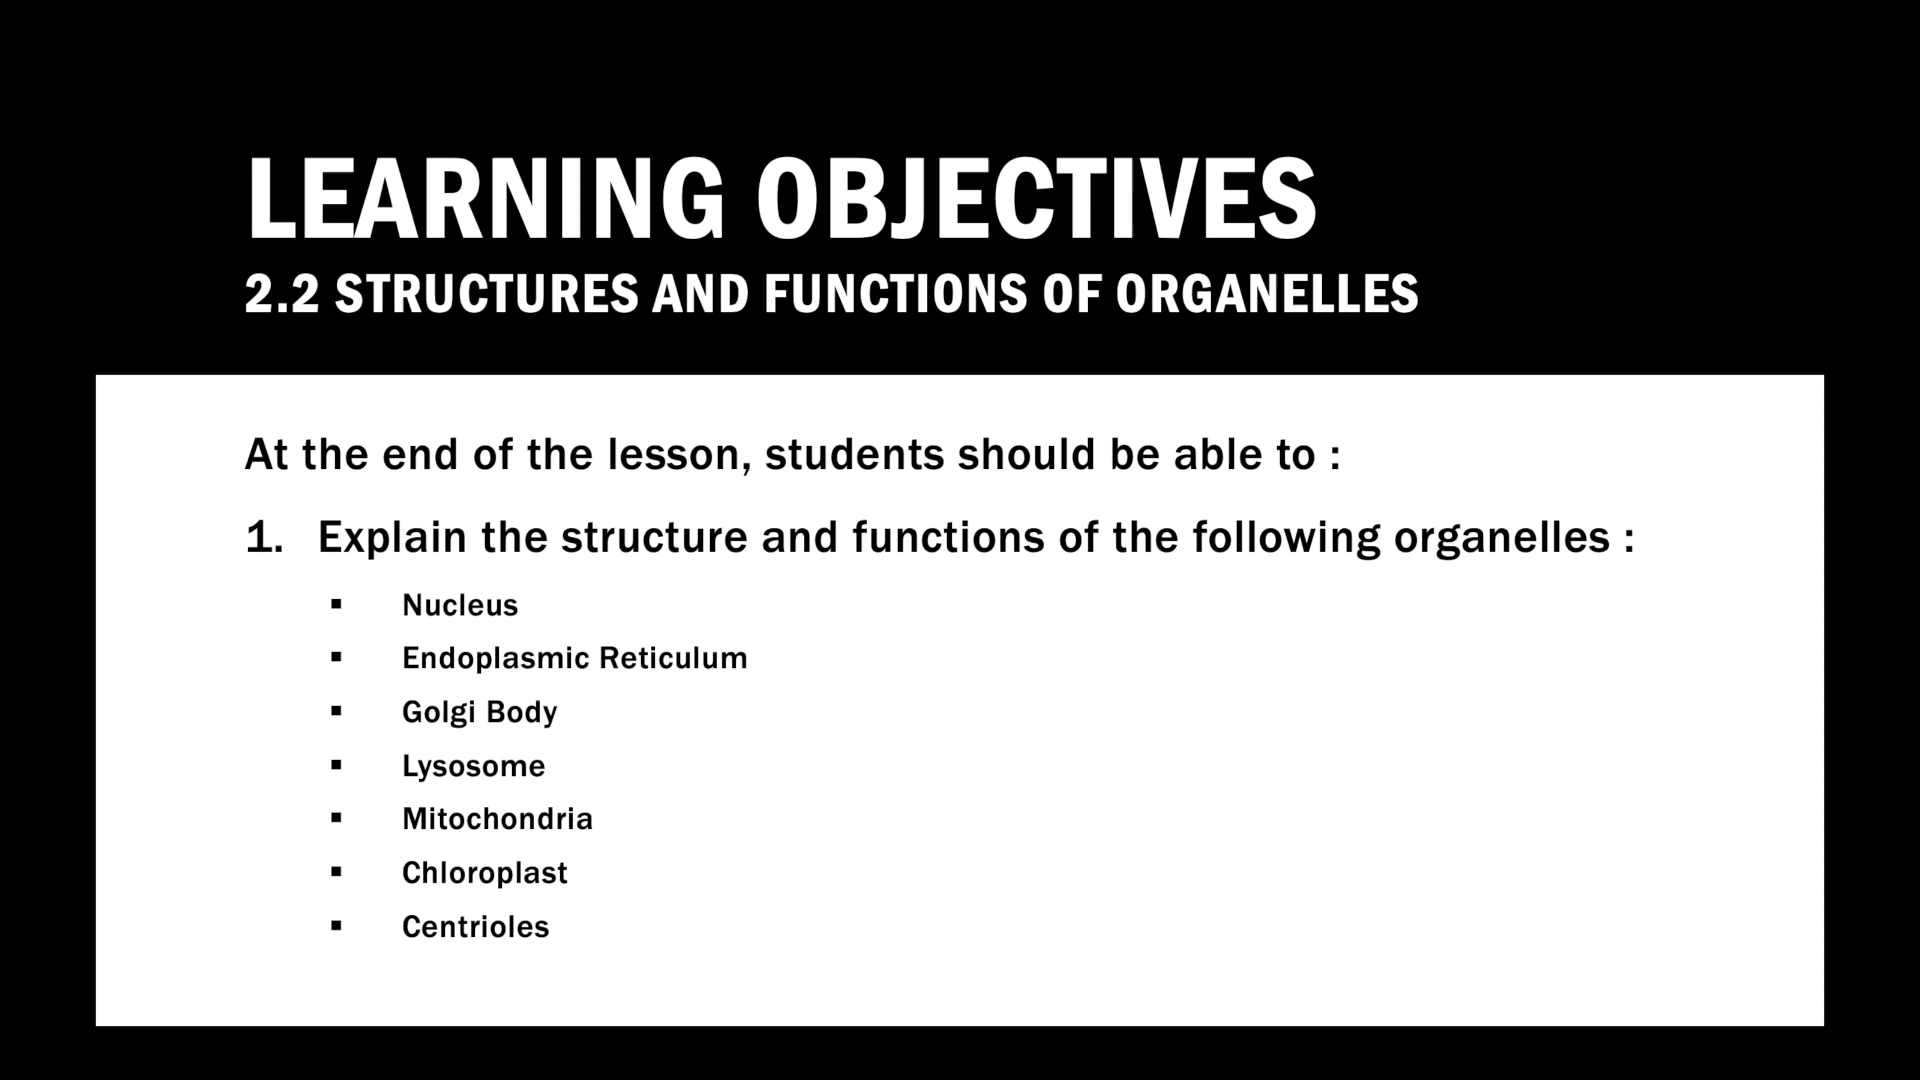 LEARNING OBJECTIVES
2.2 STRUCTURES AND FUNCTIONS OF ORGANELLES
At the end of the lesson, students should be able to :
1. Explain the structure and functions of the following organelles :
▪ Nucleus
▪ Endoplasmic Reticulum
▪ Golgi Body
▪ Lysosome
▪ Mitochondria
▪ Chloroplast
▪ Centrioles